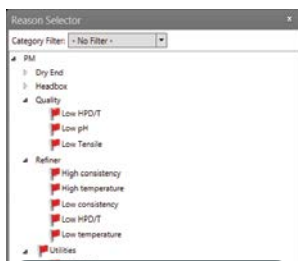 Reason Selector
Category Filter: - No Filter -
PM
Dry End
Headbox
Quality
Low HPD/T
Low pH
Low Tensile
Refiner
High consistency
High temperature
Low consistency
Low HPD/T
Low temperature
Utilities